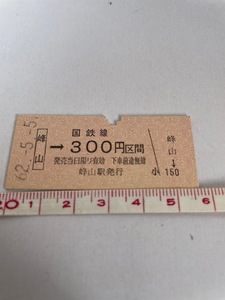 62.-5.-5
峰山
国鉄線
→300円区間
発売当日限り有効 下車前途無効
峰山駅発行
峰山
↓
小 150
1 2 3 4 5 6